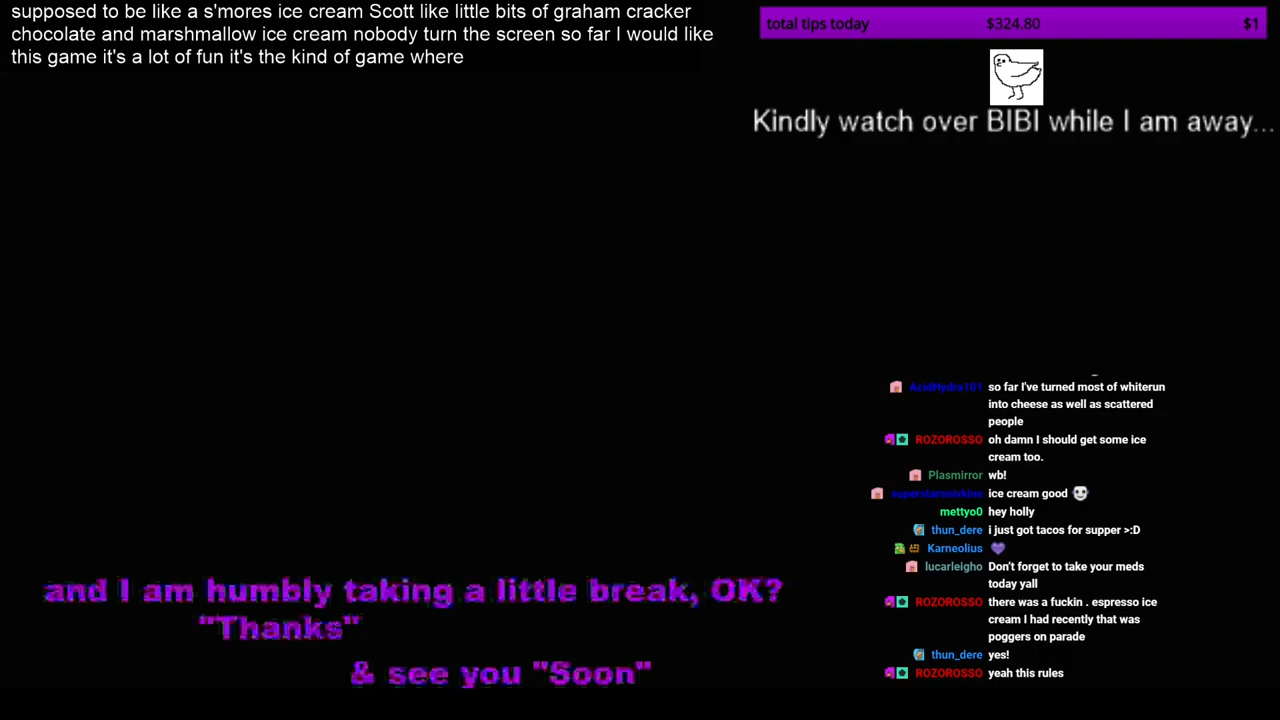 supposed to be like a s'mores ice cream Scott like little bits of graham cracker
chocolate and marshmallow ice cream nobody turn the screen so far I would like
this game it's a lot of fun it's the kind of game where
total tips today $324.80 $1
Kindly watch over BIBI while I am away...
AcidHydra101 so far I've turned most of whiterun
into cheese as well as scattered
people
ROZOROSSO oh damn I should get some ice
cream too.
Plasmirror wb!
ice cream good
mettyo0 hey holly
thun_dere i just got tacos for supper >:D
Karneolius
lucarleigho Don't forget to take your meds
today yall
ROZOROSSO there was a fuckin . espresso ice
cream I had recently that was
poggers on parade
thun_dere yes!
ROZOROSSO yeah this rules
and I am humbly taking a little break, OK?
"Thanks"
& see you "Soon"